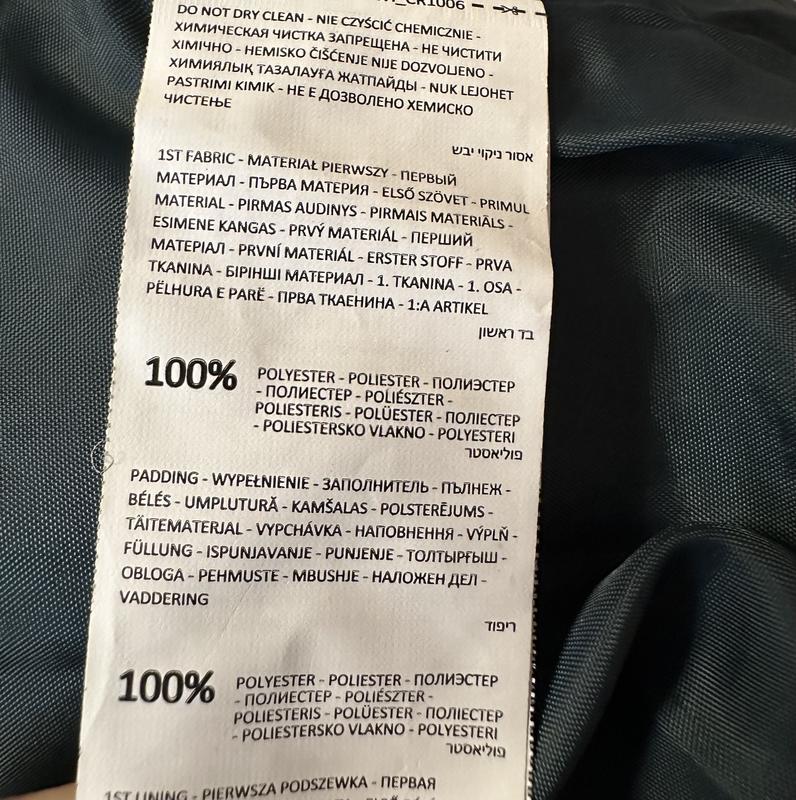 CR1006
DO NOT DRY CLEAN - NIE CZYŚCIĆ CHEMICZNIE -
ХИМИЧЕСКАЯ ЧИСТКА ЗАПРЕЩЕНА - НЕ ЧИСТИТИ
ХІМІЧНО - HEMISKO ČIŠĆENJE NIJE DOZVOLJENO -
ХИМИЯЛЫҚ ТАЗАЛАУҒА ЖАТПАЙДЫ - NUK LEJOHET
PASTRIMI KIMIK - НЕ Е ДОЗВОЛЕНО ХЕМИСКО
ЧИСТЕЊЕ
אסור ניקוי יבש
1ST FABRIC - MATERIAŁ PIERWSZY - ПЕРВЫЙ
МАТЕРИАЛ - ПЪРВА МАТЕРИЯ - ELSŐ SZÖVET - PRIMUL
MATERIAL - PIRMAS AUDINYS - PIRMAIS MATERIĀLS -
ESIMENE KANGAS - PRVÝ MATERIÁL - ПЕРШИЙ
МАТЕРІАЛ - PRVNÍ MATERIÁL - ERSTER STOFF - PRVA
TKANINA - БІРІНШІ МАТЕРИАЛ - 1. TKANINA - 1. OSA -
PËLHURA E PARË - ПРВА ТКАЕНИНА - 1:A ARTIKEL
בד ראשון
100% POLYESTER - POLIESTER - ПОЛИЭСТЕР
- ПОЛИЕСТЕР - POLIÉSZTER -
POLIESTERIS - POLÜESTER - ПОЛІЕСТЕР
- POLIESTERSKO VLAKNO - POLYESTERI
פוליאסטר
PADDING - WYPEŁNIENIE - ЗАПОЛНИТЕЛЬ - ПЪЛНЕЖ -
BÉLÉS - UMPLUTURĂ - KAMŠALAS - POLSTERĒJUMS -
TÄITEMATERJAL - VYPCHÁVKA - НАПОВНЕННЯ - VÝPLŇ -
FÜLLUNG - ISPUNJAVANJE - PUNJENJE - ТОЛТЫРҒЫШ -
OBLOGA - PEHMUSTE - MBUSHJE - НАЛОЖЕН ДЕЛ -
VADDERING
ריפוד
100% POLYESTER - POLIESTER - ПОЛИЭСТЕР
- ПОЛИЕСТЕР - POLIÉSZTER -
POLIESTERIS - POLÜESTER - ПОЛІЕСТЕР
- POLIESTERSKO VLAKNO - POLYESTERI
פוליאסטר
1ST LINING - PIERWSZA PODSZEWKA - ПЕРВАЯ